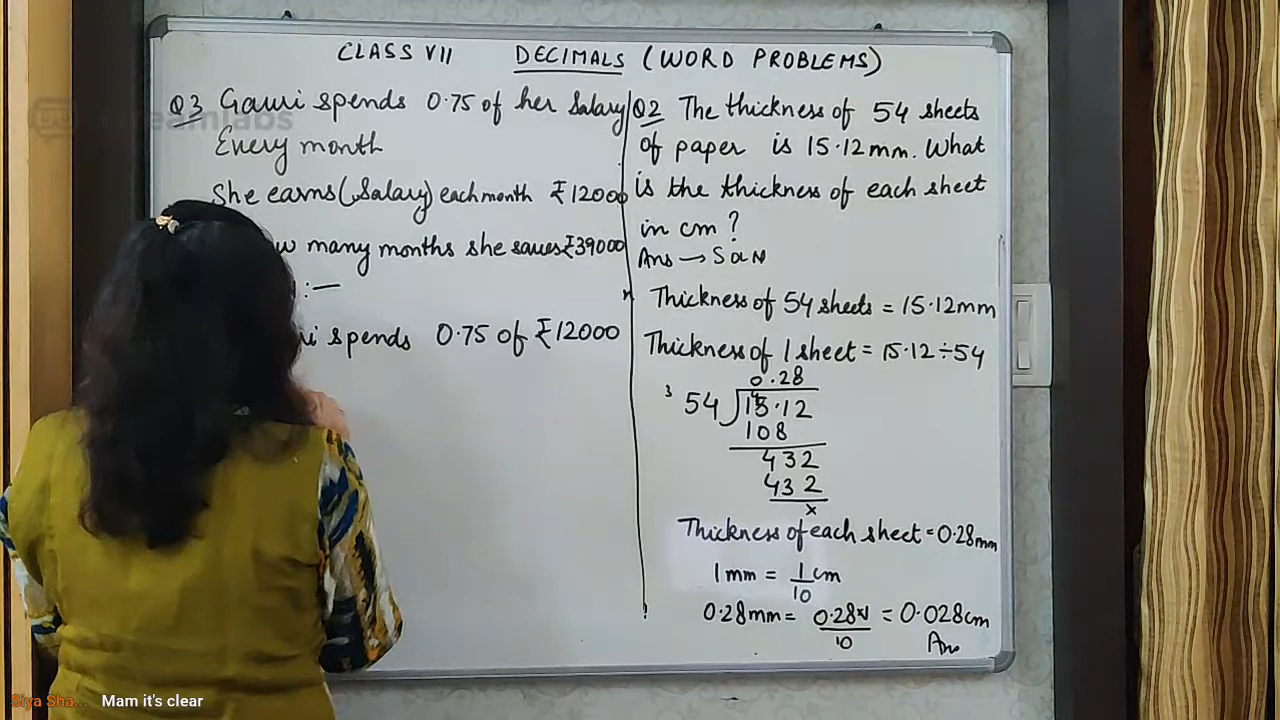 CLASS VII DECIMALS (WORD PROBLEMS)
Q3 Gauri spends 0.75 of her Salary
Every month
She earns (Salary) each month ₹12000
many months she saves ₹39000
:—
spends 0.75 of ₹12000
Q2 The thickness of 54 sheets
of paper is 15.12mm. What
is the thickness of each sheet
in cm?
Ans → Soln
Thickness of 54 sheets = 15.12mm
Thickness of 1 sheet = 15.12÷54
0.28
3 54 15.12
108
432
432
x
Thickness of each sheet = 0.28mm
1mm = 1/10 cm
0.28mm = 0.28×1/10 = 0.028cm
Ans
Siya Sha... Mam it's clear